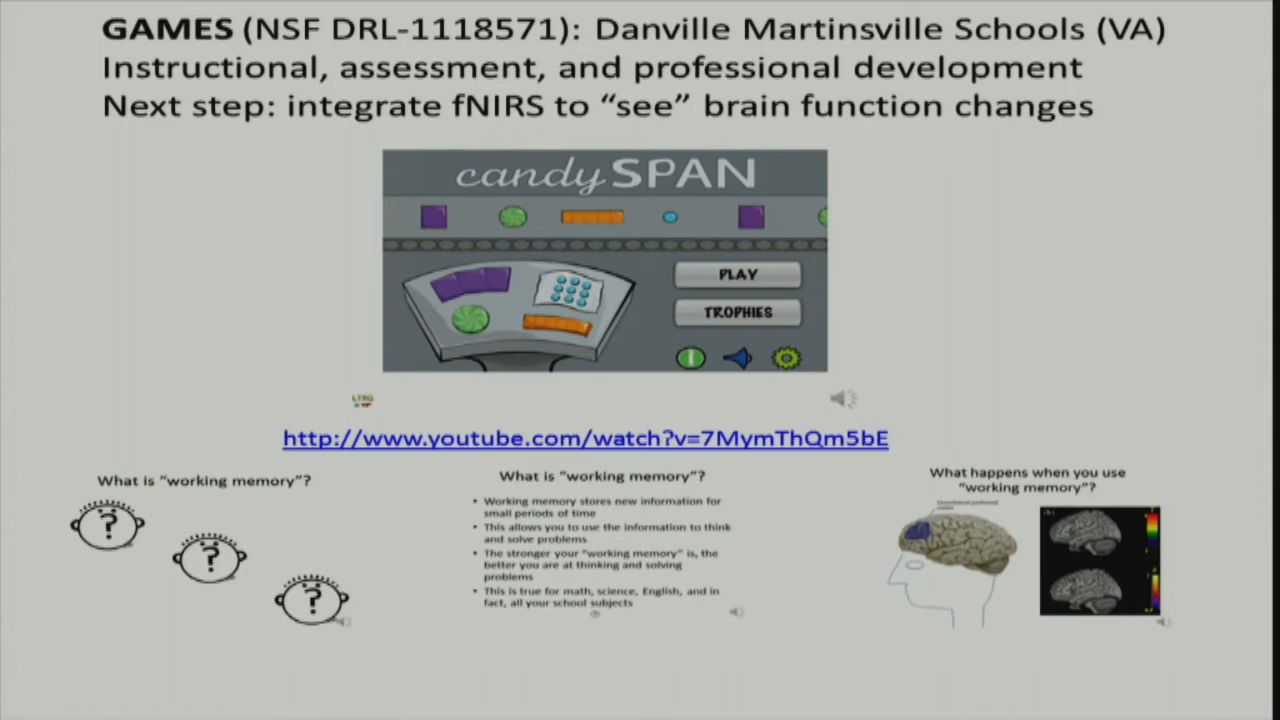 GAMES (NSF DRL-1118571): Danville Martinsville Schools (VA)
Instructional, assessment, and professional development
Next step: integrate fNIRS to “see” brain function changes
candySPAN
PLAY
TROPHIES
LTRG
http://www.youtube.com/watch?v=7MymThQm5bE
What is “working memory”?
? ? ?
What is “working memory”?
• Working memory stores new information for
small periods of time
• This allows you to use the information to think
and solve problems
• The stronger your “working memory” is, the
better you are at thinking and solving
problems
• This is true for math, science, English, and in
fact, all your school subjects
What happens when you use
“working memory”?